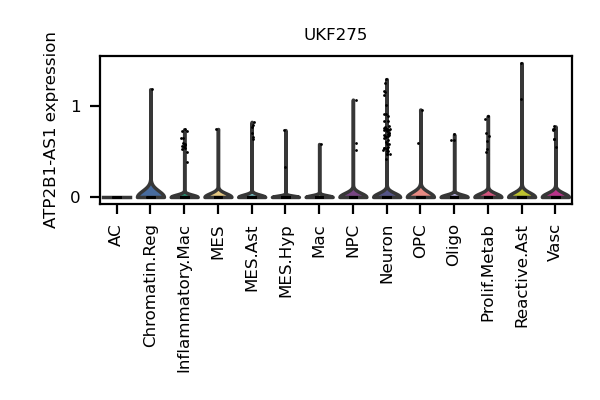 UKF275
ATP2B1-AS1 expression
1
0
AC
Chromatin.Reg
Inflammatory.Mac
MES
MES.Ast
MES.Hyp
Mac
NPC
Neuron
OPC
Oligo
Prolif.Metab
Reactive.Ast
Vasc